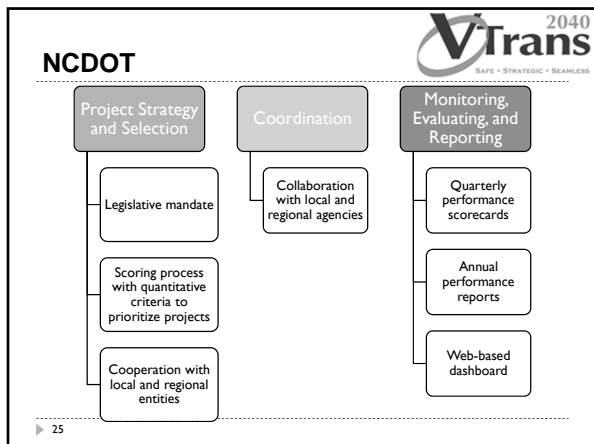 NCDOT
VTrans
2040
SAFE • STRATEGIC • SEAMLESS
Project Strategy
and Selection
Legislative mandate
Scoring process
with quantitative
criteria to
prioritize projects
Cooperation with
local and regional
entities
Coordination
Collaboration
with local and
regional agencies
Monitoring,
Evaluating, and
Reporting
Quarterly
performance
scorecards
Annual
performance
reports
Web-based
dashboard
25